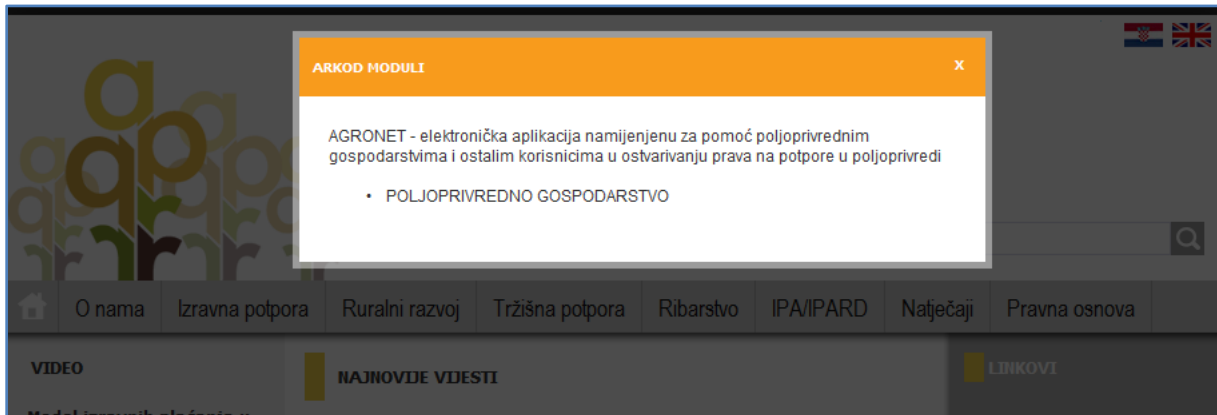 ARKOD MODULI x
AGRONET - elektronička aplikacija namijenjenu za pomoć poljoprivrednim
gospodarstvima i ostalim korisnicima u ostvarivanju prava na potpore u poljoprivredi
• POLJOPRIVREDNO GOSPODARSTVO
O nama Izravna potpora Ruralni razvoj Tržišna potpora Ribarstvo IPA/IPARD Natječaji Pravna osnova
VIDEO
NAJNOVIJE VIJESTI
LINKOVI